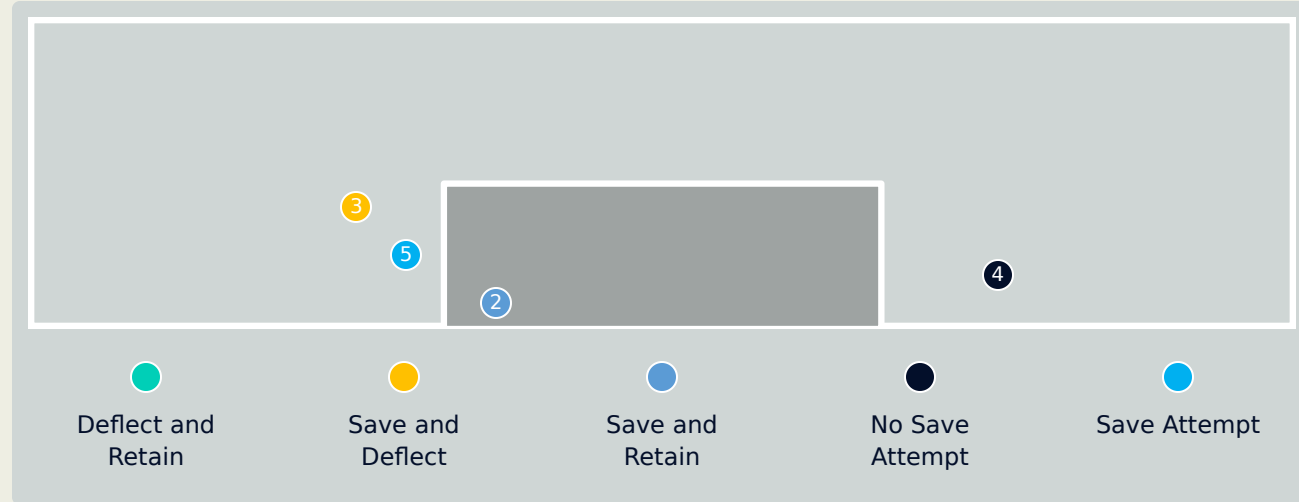 3
5
4
2
Deflect and
Retain
Save and
Deflect
Save and
Retain
No Save
Attempt
Save Attempt